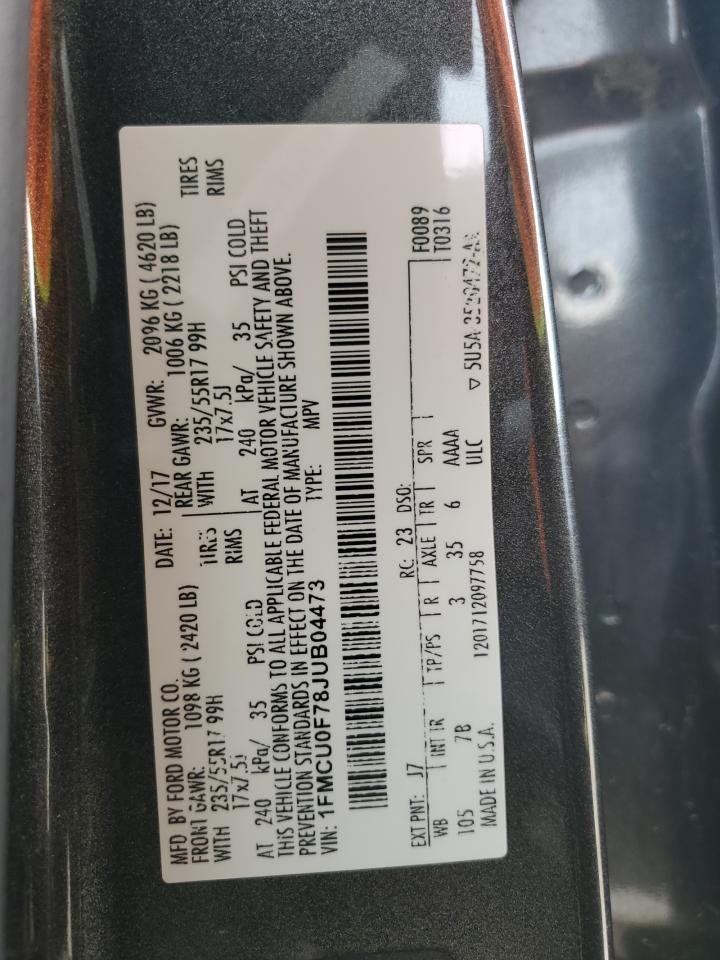 MFD BY FORD MOTOR CO. DATE: 12/17 GVWR: 2096 KG ( 4620 LB)
FRONT GAWR: 1098 KG ( 2420 LB) REAR GAWR: 1006 KG ( 2218 LB)
WITH 235/55R17 99H TIRES WITH 235/55R17 99H TIRES
17x7.5J RIMS 17x7.5J RIMS
AT 240 kPa/ 35 PSI COLD AT 240 kPa/ 35 PSI COLD
THIS VEHICLE CONFORMS TO ALL APPLICABLE FEDERAL MOTOR VEHICLE SAFETY AND THEFT
PREVENTION STANDARDS IN EFFECT ON THE DATE OF MANUFACTURE SHOWN ABOVE.
VIN: 1FMCU0F78JUB04473 TYPE: MPV
EXT PNT: J7 RC: 23 DSO: F0089
WB INT TR TP/PS R AXLE TR SPR T0316
105 7B 3 35 6 AAAA
MADE IN U.S.A. 1201712097758 ULC